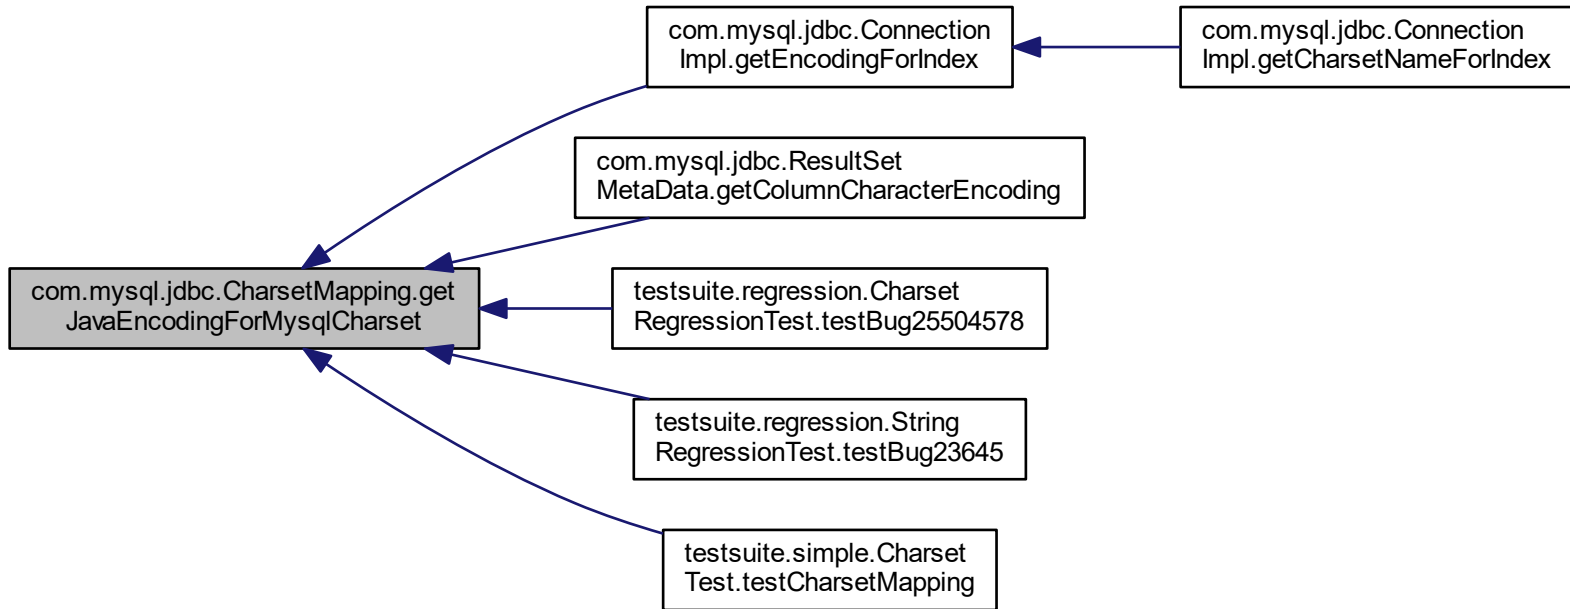 com.mysql.jdbc.Connection
Impl.getEncodingForIndex
com.mysql.jdbc.Connection
Impl.getCharsetNameForIndex
com.mysql.jdbc.ResultSet
MetaData.getColumnCharacterEncoding
com.mysql.jdbc.CharsetMapping.get
JavaEncodingForMysqlCharset
testsuite.regression.Charset
RegressionTest.testBug25504578
testsuite.regression.String
RegressionTest.testBug23645
testsuite.simple.Charset
Test.testCharsetMapping